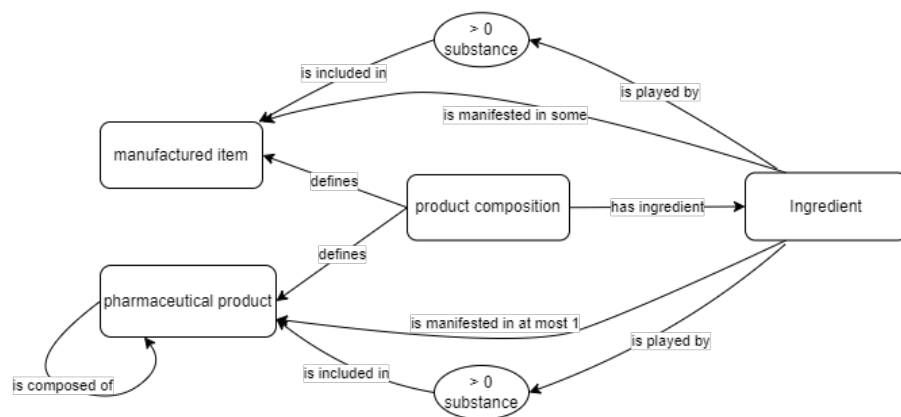 > 0
substance
is included in
is played by
is manifested in some
manufactured item
defines
product composition
has ingredient
Ingredient
defines
pharmaceutical product
is manifested in at most 1
is played by
is included in
is composed of
> 0
substance